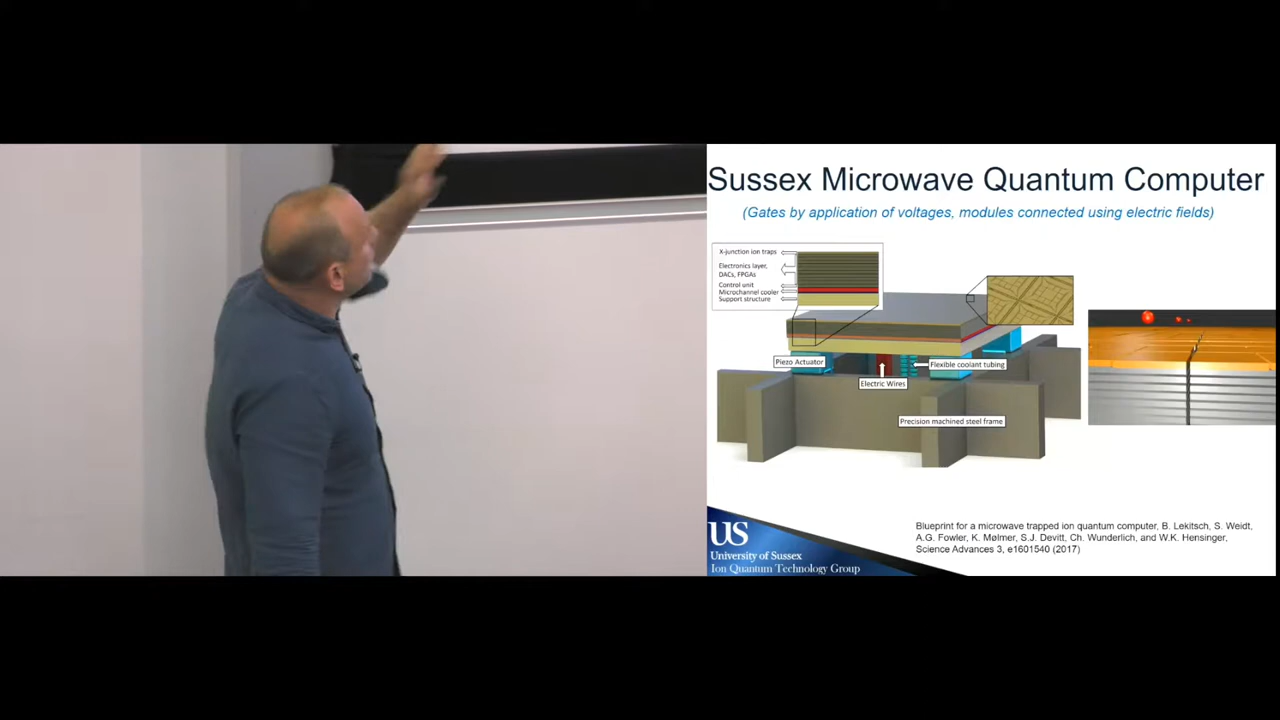 Sussex Microwave Quantum Computer
(Gates by application of voltages, modules connected using electric fields)
X-junction ion traps
Electronics layer,
DACs, FPGAs
Control unit
Microchannel cooler
Support structure
Piezo Actuator
Flexible coolant tubing
Electric Wires
Precision machined steel frame
Blueprint for a microwave trapped ion quantum computer, B. Lekitsch, S. Weidt,
A.G. Fowler, K. Mølmer, S.J. Devitt, Ch. Wunderlich, and W.K. Hensinger,
Science Advances 3, e1601540 (2017)
US
University of Sussex
Ion Quantum Technology Group